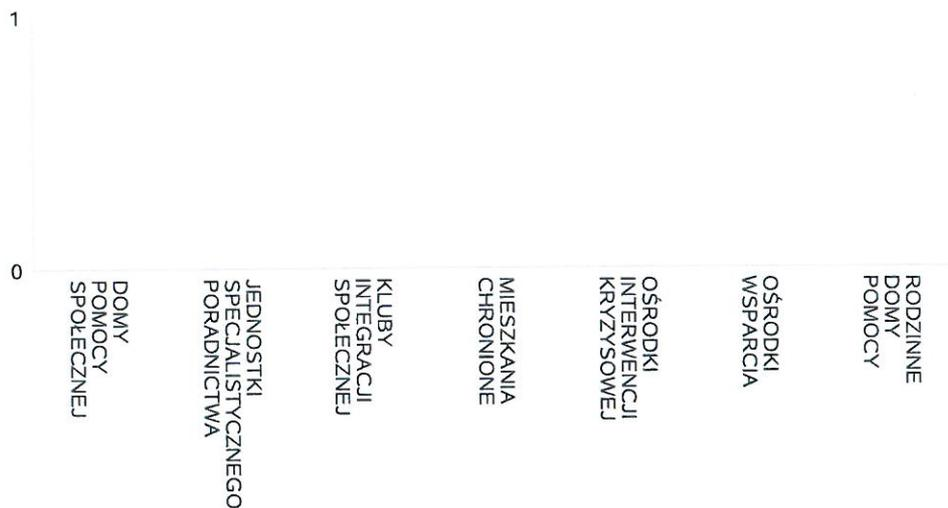 1
0
DOMY
POMOCY
SPOŁECZNEJ
JEDNOSTKI
SPECJALISTYCZNEGO
PORADNICTWA
KLUBY
INTEGRACJI
SPOŁECZNEJ
MIESZKANIA
CHRONIONE
OŚRODKI
INTERWENCJI
KRYZYSOWEJ
OŚRODKI
WSPARCIA
RODZINNE
DOMY
POMOCY